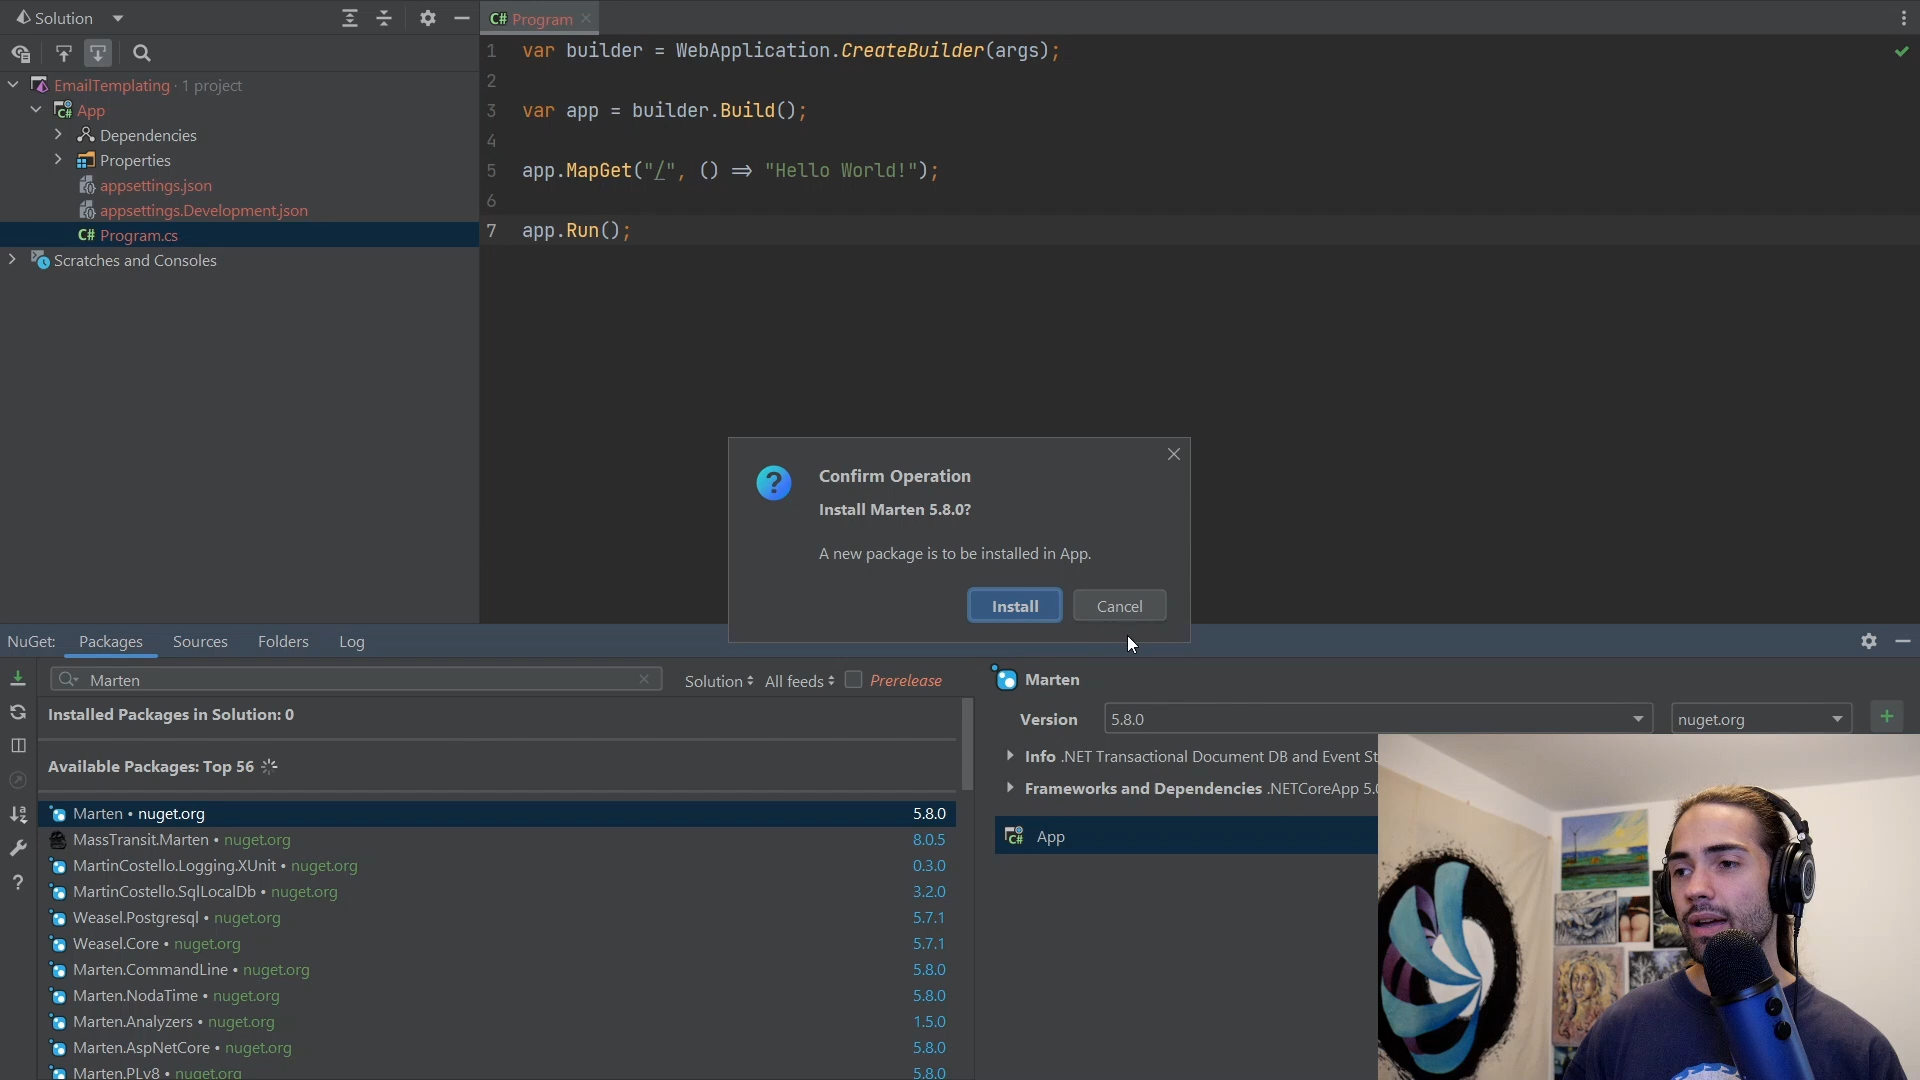 Solution
C# Program
EmailTemplating · 1 project
C# App
Dependencies
Properties
appsettings.json
appsettings.Development.json
C# Program.cs
Scratches and Consoles
1 var builder = WebApplication.CreateBuilder(args);
2
3 var app = builder.Build();
4
5 app.MapGet("/", () => "Hello World!");
6
7 app.Run();
Confirm Operation
Install Marten 5.8.0?
A new package is to be installed in App.
Install Cancel
NuGet: Packages Sources Folders Log
Marten
Solution All feeds Prerelease
Installed Packages in Solution: 0
Available Packages: Top 56
Marten • nuget.org 5.8.0
MassTransit.Marten • nuget.org 8.0.5
MartinCostello.Logging.XUnit • nuget.org 0.3.0
MartinCostello.SqlLocalDb • nuget.org 3.2.0
Weasel.Postgresql • nuget.org 5.7.1
Weasel.Core • nuget.org 5.7.1
Marten.CommandLine • nuget.org 5.8.0
Marten.NodaTime • nuget.org 5.8.0
Marten.Analyzers • nuget.org 1.5.0
Marten.AspNetCore • nuget.org 5.8.0
Marten.PLv8 • nuget.org 5.8.0
Marten
Version 5.8.0 nuget.org
Info .NET Transactional Document DB and Event St
Frameworks and Dependencies .NETCoreApp 5.0
C# App